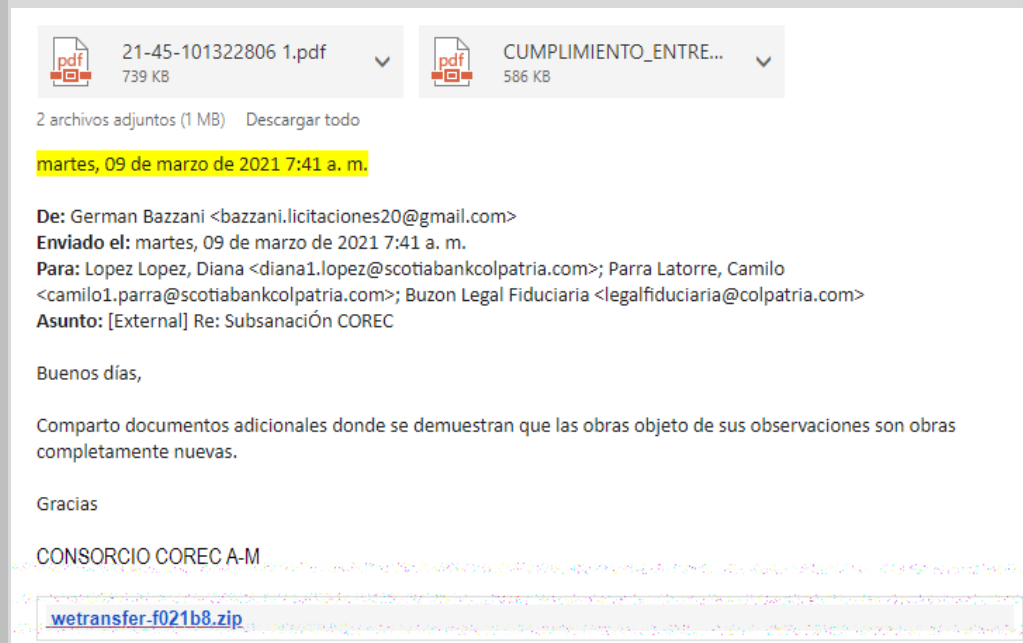 21-45-101322806 1.pdf
739 KB
CUMPLIMIENTO_ENTRE...
586 KB
2 archivos adjuntos (1 MB) Descargar todo
martes, 09 de marzo de 2021 7:41 a. m.
De: German Bazzani <bazzani.licitaciones20@gmail.com>
Enviado el: martes, 09 de marzo de 2021 7:41 a. m.
Para: Lopez Lopez, Diana <diana1.lopez@scotiabankcolpatria.com>; Parra Latorre, Camilo
<camilo1.parra@scotiabankcolpatria.com>; Buzon Legal Fiduciaria <legalfiduciaria@colpatria.com>
Asunto: [External] Re: SubsanaciÓn COREC
Buenos días,
Comparto documentos adicionales donde se demuestran que las obras objeto de sus observaciones son obras
completamente nuevas.
Gracias
CONSORCIO COREC A-M
wetransfer-f021b8.zip